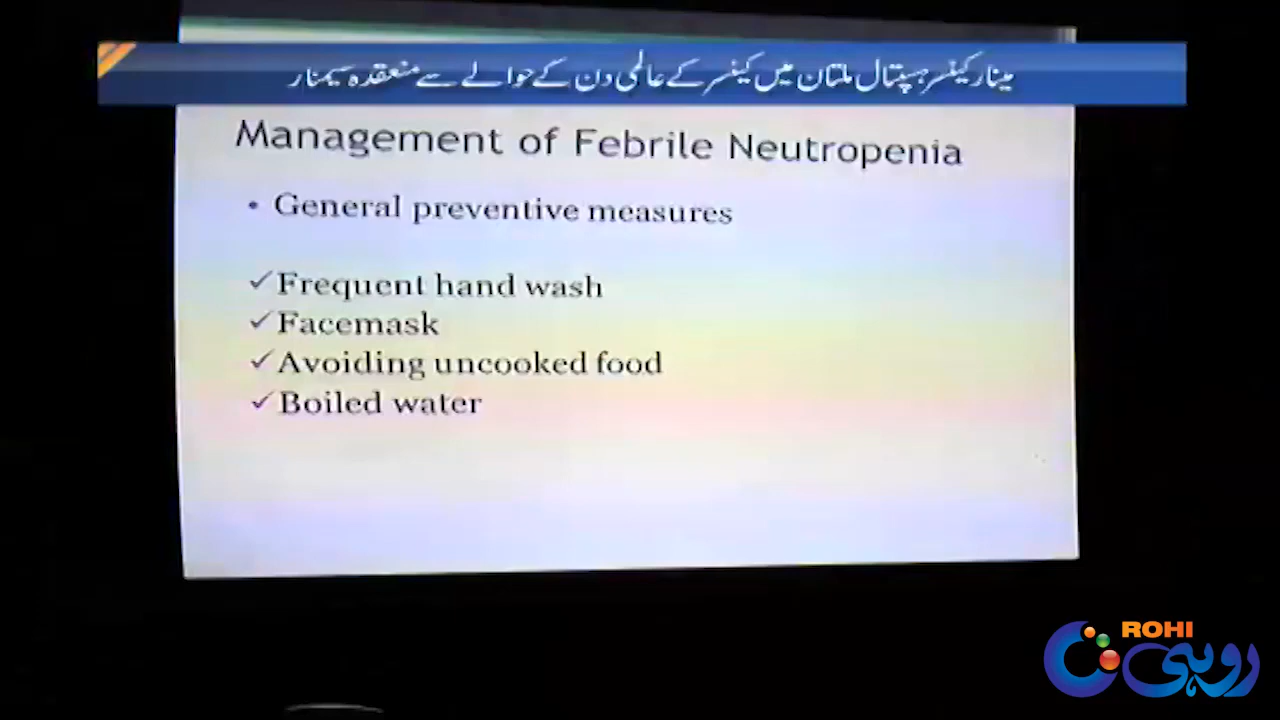 مینار کینسر ہسپتال ملتان میں کینسر کے عالمی دن کے حوالے سے منعقدہ سیمنار
Management of Febrile Neutropenia
• General preventive measures
✓ Frequent hand wash
✓ Facemask
✓ Avoiding uncooked food
✓ Boiled water
ROHI
روہی